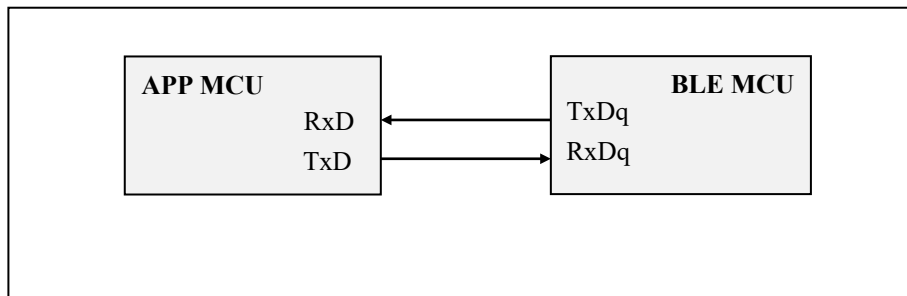 APP MCU
RxD
TxD
BLE MCU
TxDq
RxDq